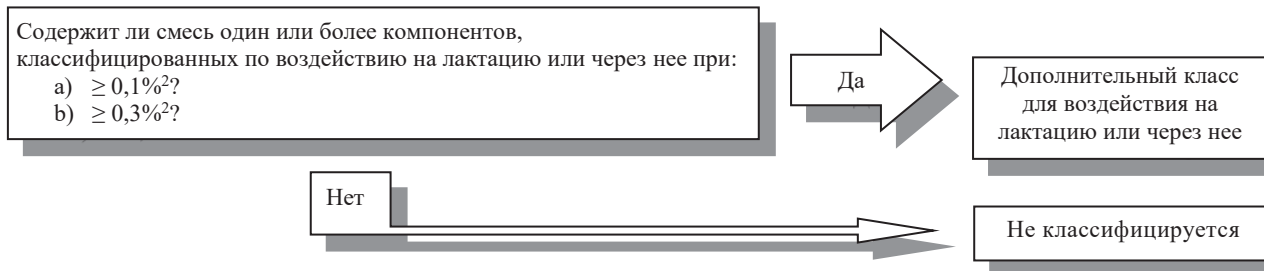 Содержит ли смесь один или более компонентов,
классифицированных по воздействию на лактацию или через нее при:
a) ≥ 0,1%²?
b) ≥ 0,3%²?
Да
Дополнительный класс
для воздействия на
лактацию или через нее
Нет
Не классифицируется